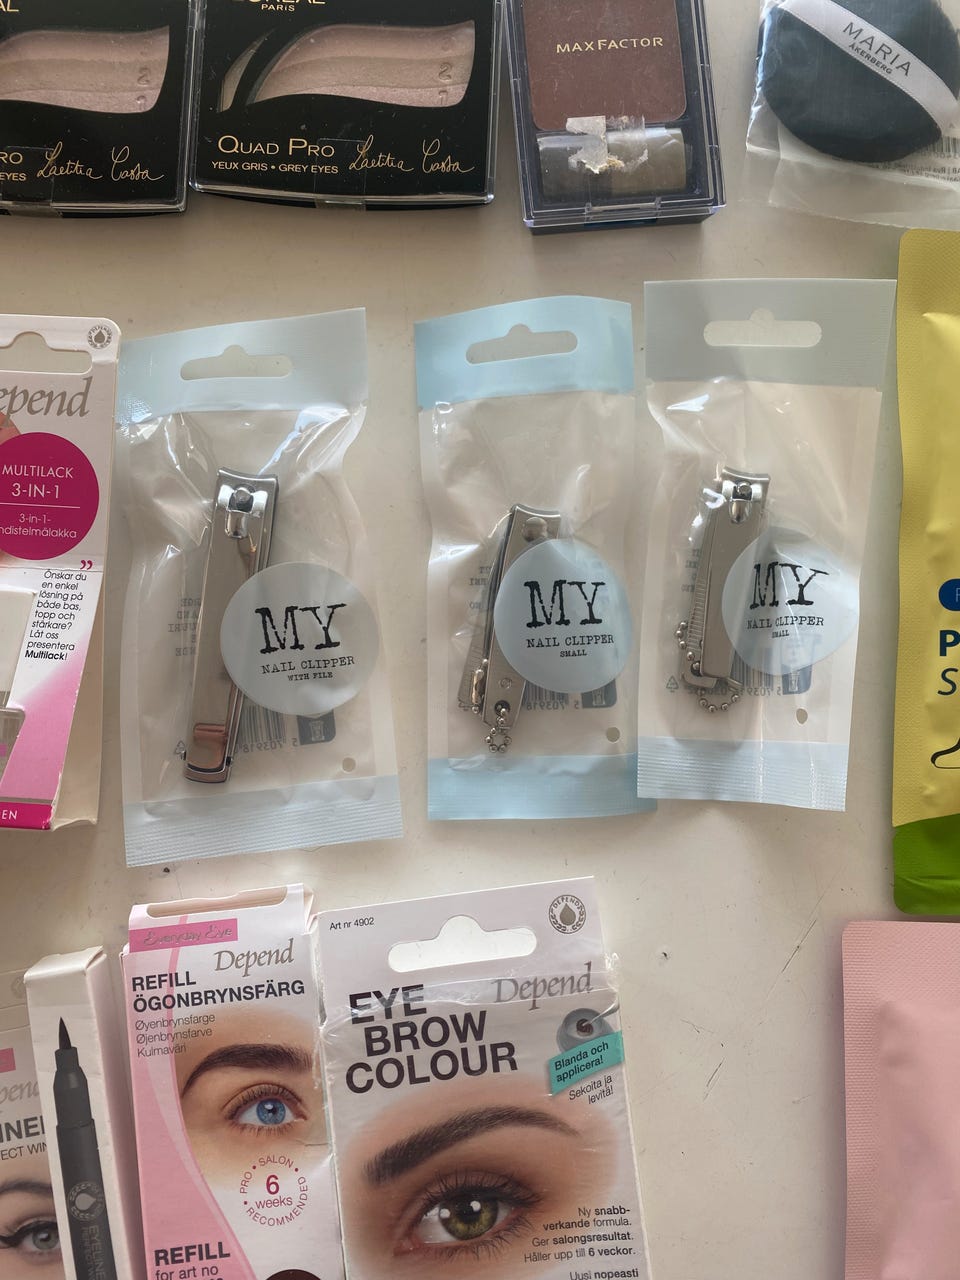 PARIS
QUAD PRO
YEUX GRIS • GREY EYES
Laetitia Casta
EYES
Laetitia Casta
MAXFACTOR
MARIA
ÅKERBERG
DEPEND
MULTILACK
3-IN-1
3-in-1-
Önskar du
en enkel
lösning på
både bas,
topp och
stärkare?
Låt oss
presentera
Multilack!
MY
NAIL CLIPPER
WITH FILE
MY
NAIL CLIPPER
SMALL
MY
NAIL CLIPPER
SMALL
Everyday Eye
Depend
REFILL
ÖGONBRYNSFÄRG
Øyenbrynsfarge
Øjenbrynsfarve
Kulmaväri
PRO • SALON • RECOMMENDED
6
weeks
REFILL
for art no
Art nr 4902
DEPEND
Depend
EYE
BROW
COLOUR
Blanda och
applicera!
Sekoita ja
levitä!
Ny snabb-
verkande formula.
Ger salongsresultat.
Håller upp till 6 veckor.
Uusi nopeasti
EYELINER